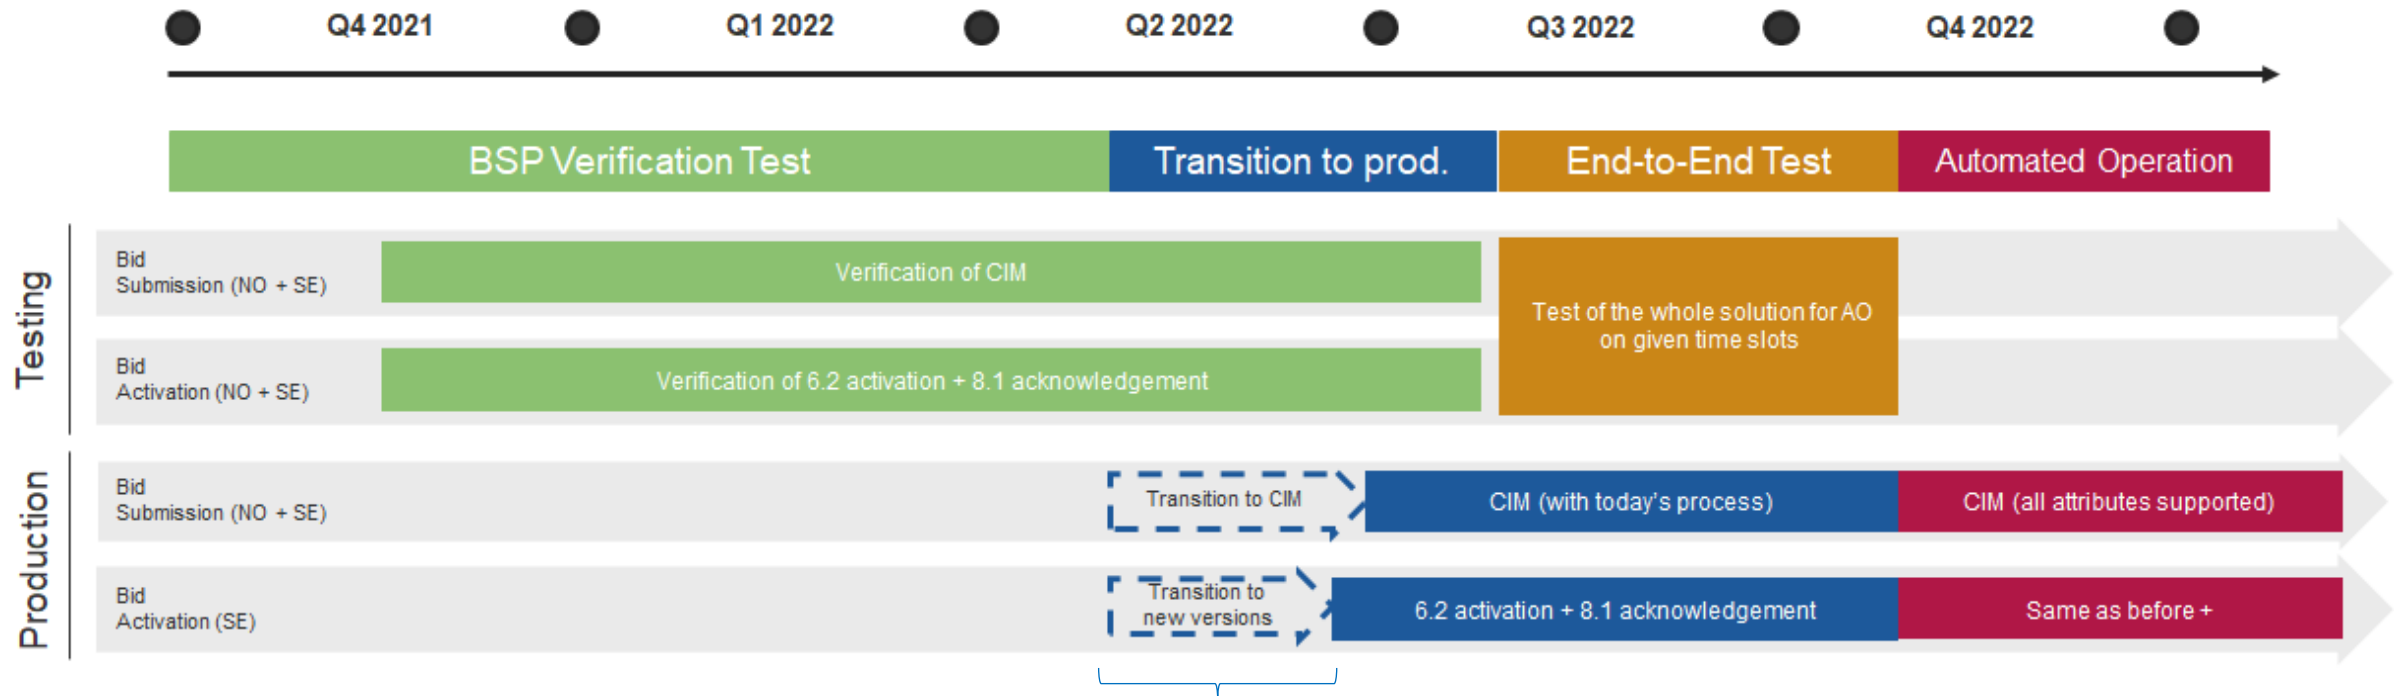 Q4 2021
Q1 2022
Q2 2022
Q3 2022
Q4 2022
BSP Verification Test
Transition to prod.
End-to-End Test
Automated Operation
Testing
Bid
Submission (NO + SE)
Verification of CIM
Test of the whole solution for AO
on given time slots
Bid
Activation (NO + SE)
Verification of 6.2 activation + 8.1 acknowledgement
Production
Bid
Submission (NO + SE)
Transition to CIM
CIM (with today's process)
CIM (all attributes supported)
Bid
Activation (SE)
Transition to
new versions
6.2 activation + 8.1 acknowledgement
Same as before +